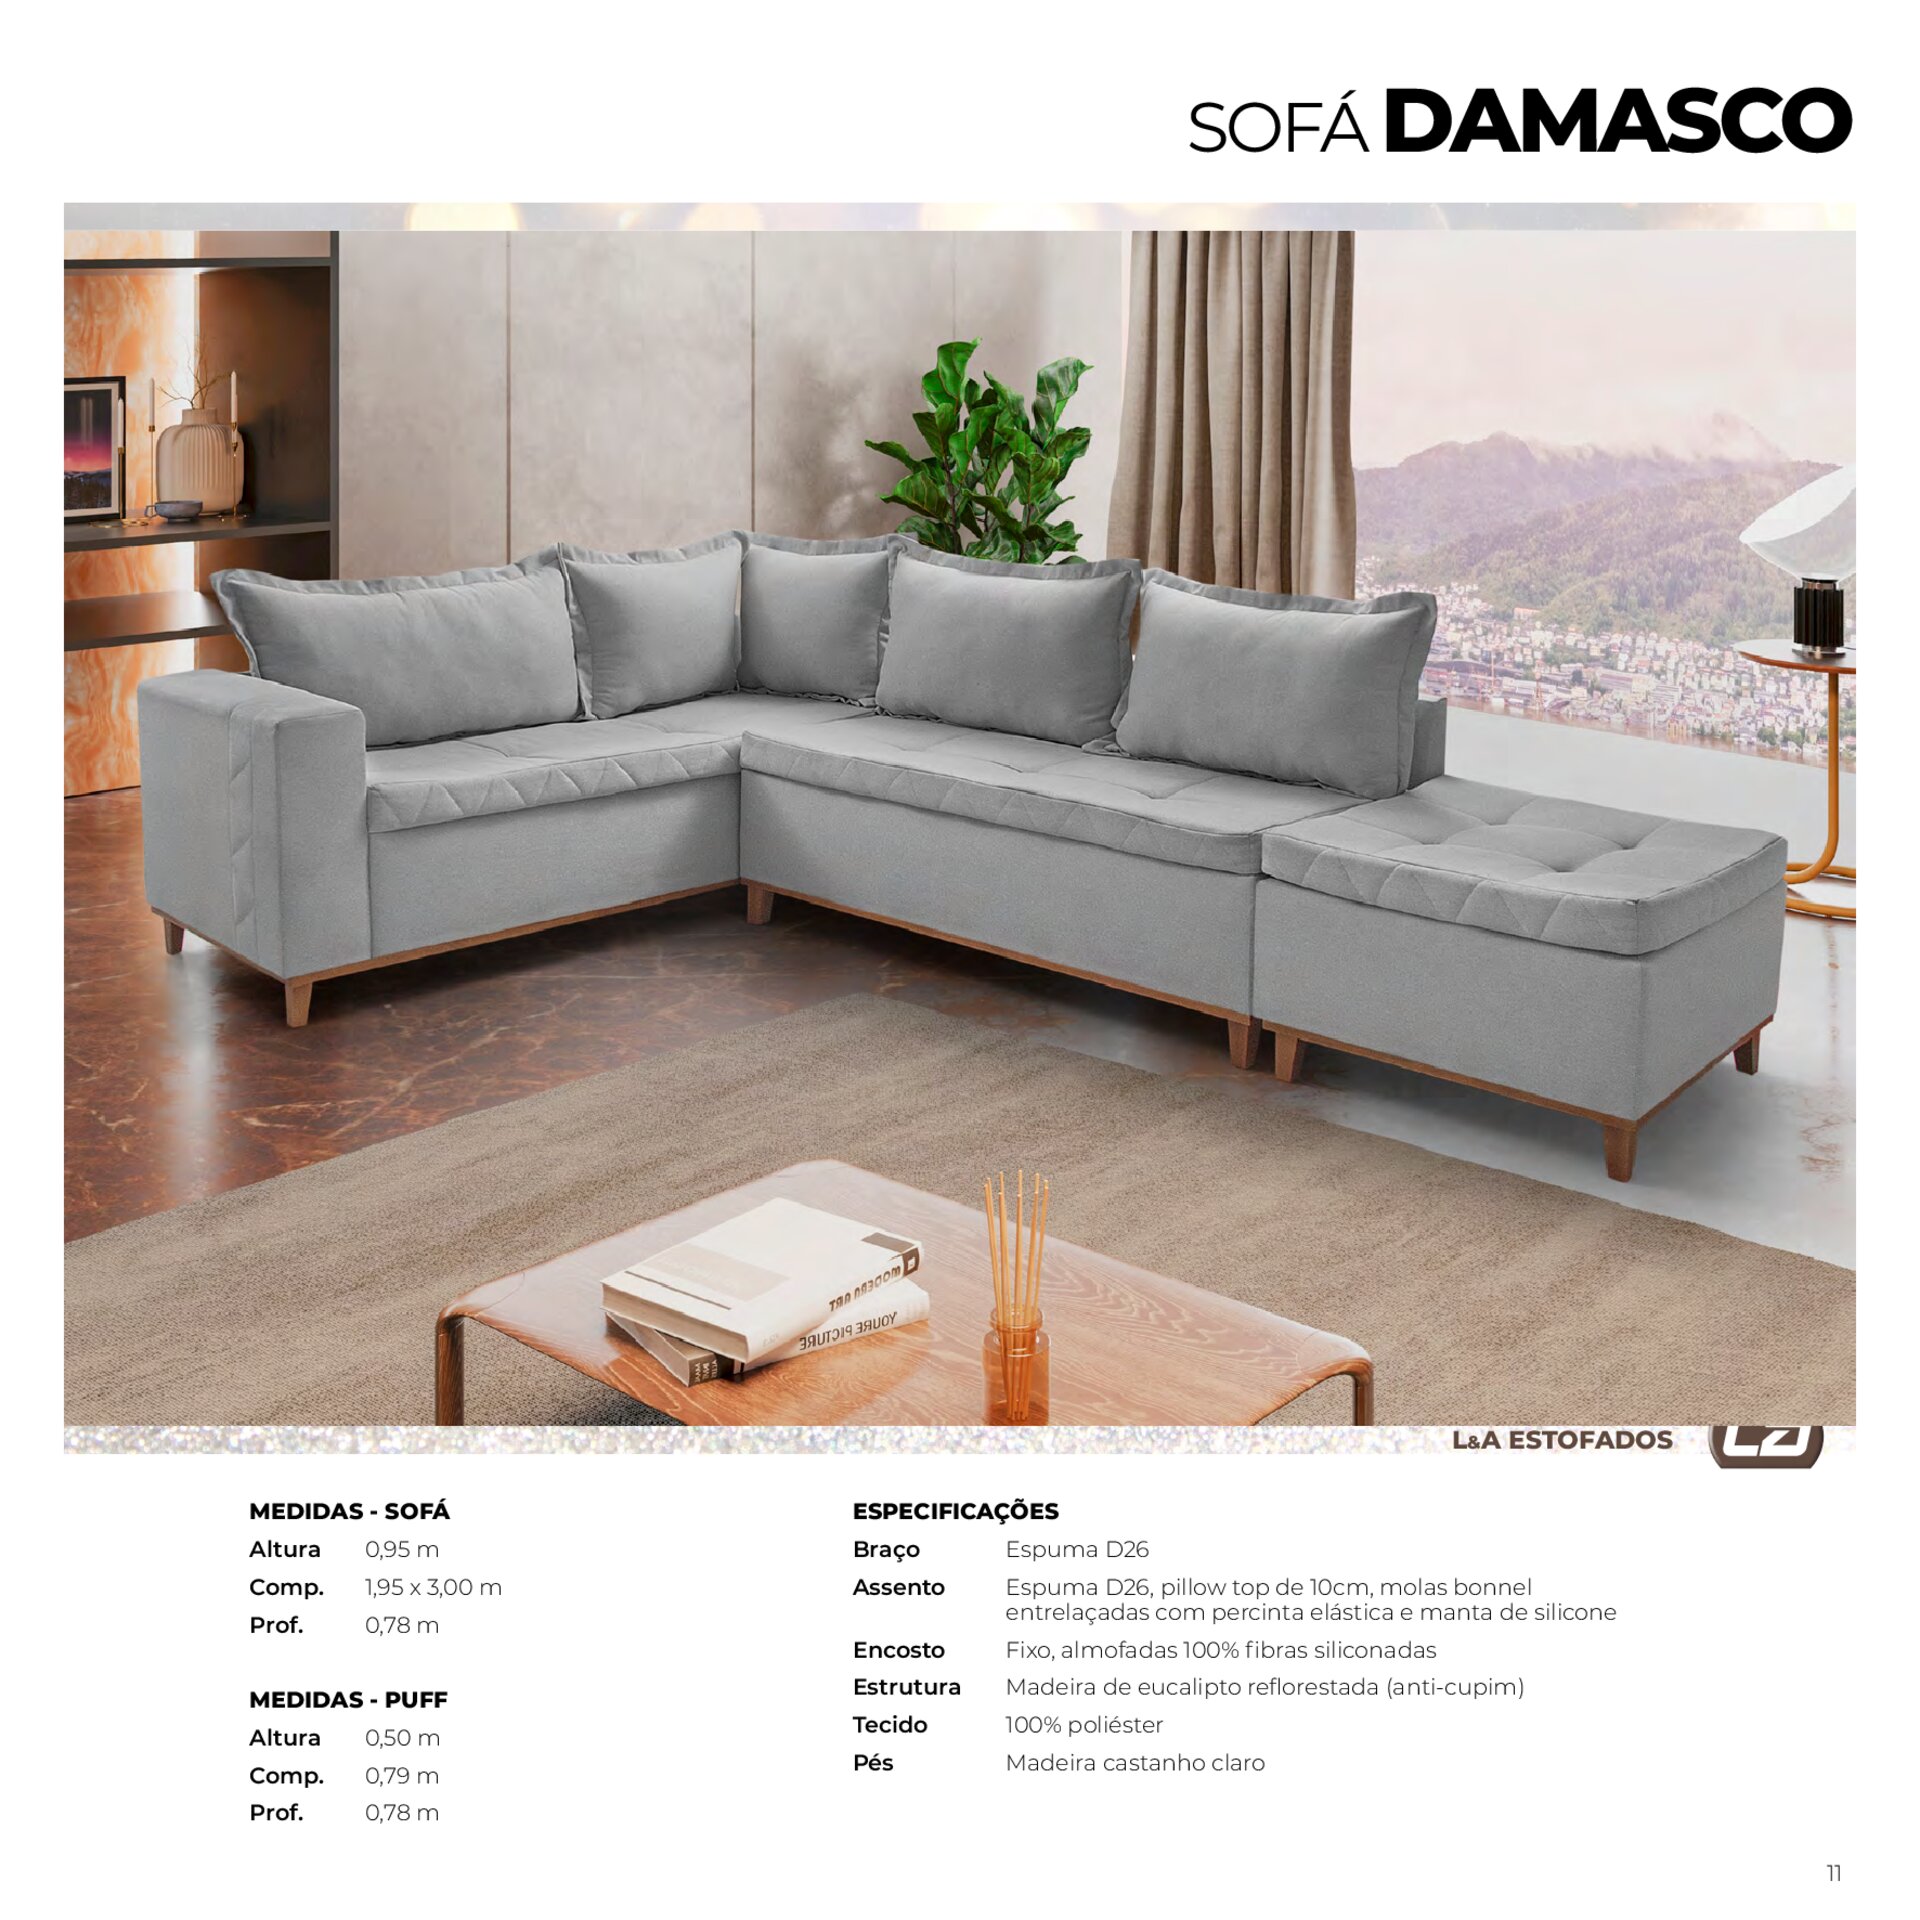 SOFÁ DAMASCO
MODERN ART
YOURE PICTURE
L&A ESTOFADOS
MEDIDAS - SOFÁ
Altura 0,95 m
Comp. 1,95 x 3,00 m
Prof. 0,78 m
MEDIDAS - PUFF
Altura 0,50 m
Comp. 0,79 m
Prof. 0,78 m
ESPECIFICAÇÕES
Braço Espuma D26
Assento Espuma D26, pillow top de 10cm, molas bonnel
entrelaçadas com percinta elástica e manta de silicone
Encosto Fixo, almofadas 100% fibras siliconadas
Estrutura Madeira de eucalipto reflorestada (anti-cupim)
Tecido 100% poliéster
Pés Madeira castanho claro
11